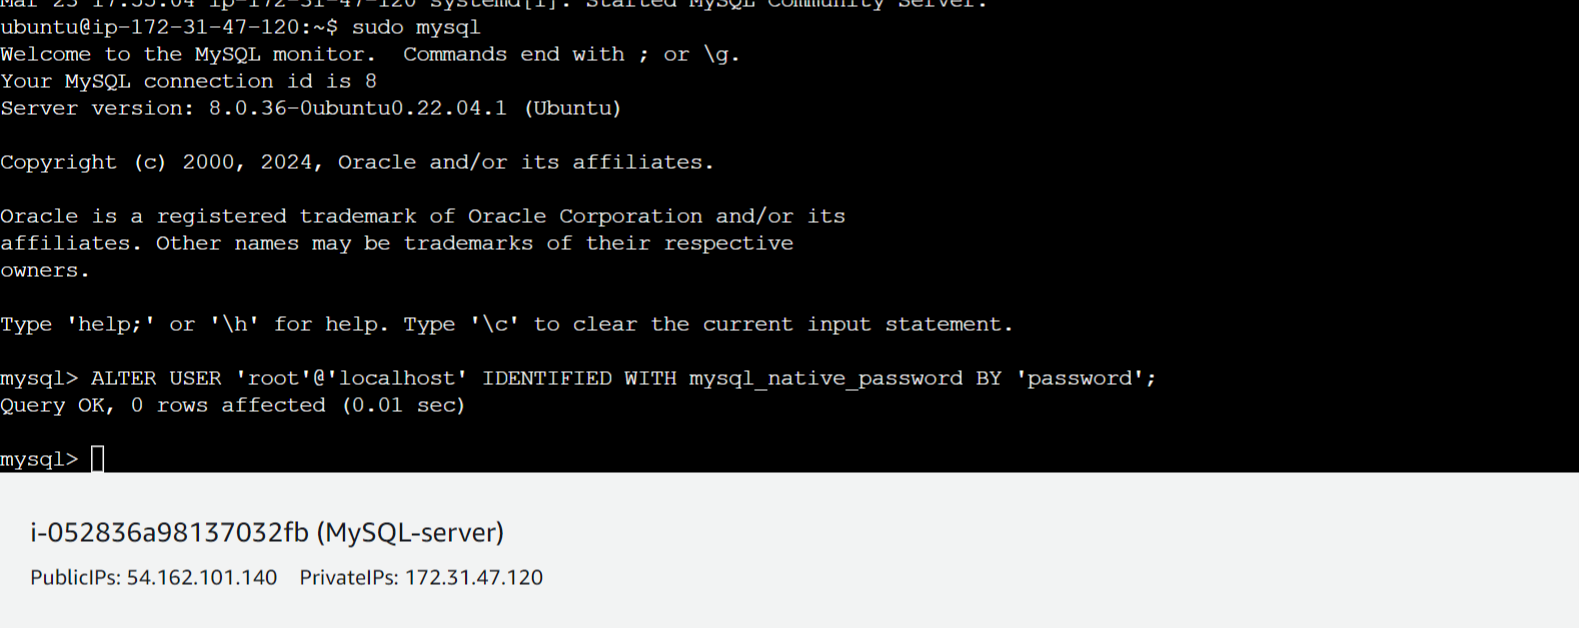 Mar 23 17:55:04 ip-172-31-47-120 systemd[1]: Started MySQL Community Server.
ubuntu@ip-172-31-47-120:~$ sudo mysql
Welcome to the MySQL monitor.  Commands end with ; or \g.
Your MySQL connection id is 8
Server version: 8.0.36-0ubuntu0.22.04.1 (Ubuntu)
Copyright (c) 2000, 2024, Oracle and/or its affiliates.
Oracle is a registered trademark of Oracle Corporation and/or its
affiliates. Other names may be trademarks of their respective
owners.
Type 'help;' or '\h' for help. Type '\c' to clear the current input statement.
mysql> ALTER USER 'root'@'localhost' IDENTIFIED WITH mysql_native_password BY 'password';
Query OK, 0 rows affected (0.01 sec)
mysql>
i-052836a98137032fb (MySQL-server)
PublicIPs: 54.162.101.140 PrivateIPs: 172.31.47.120